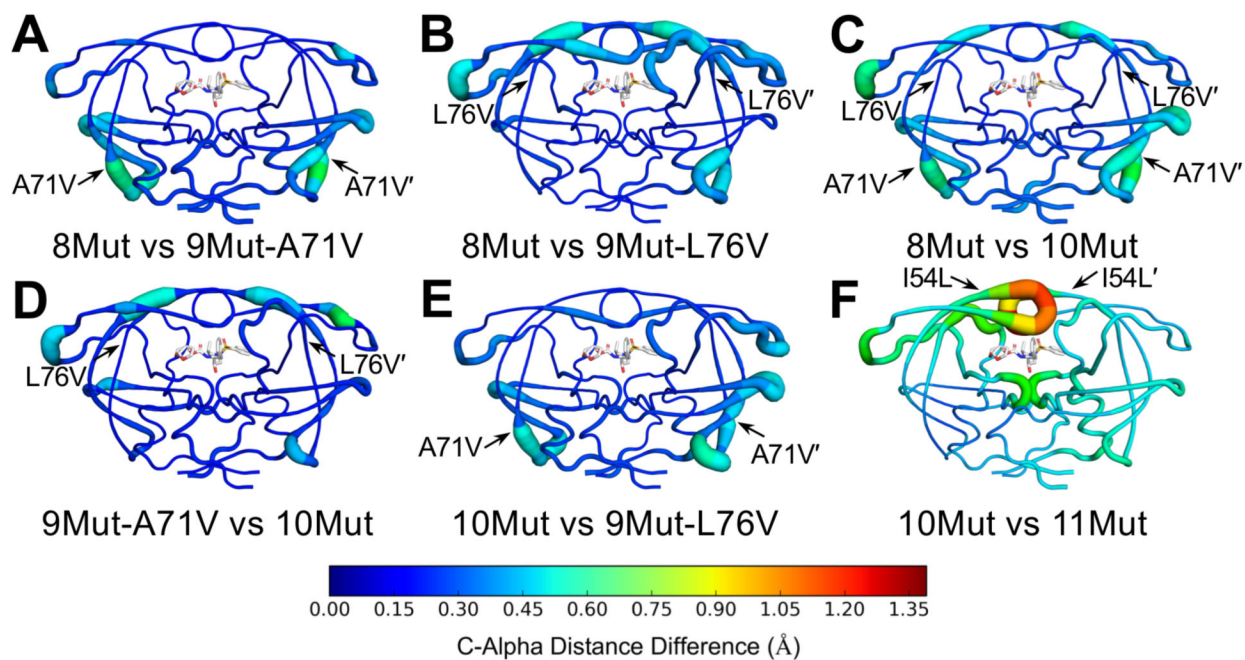 A
B
C
L76V
L76V′
L76V
L76V′
A71V
A71V′
A71V
A71V′
8Mut vs 9Mut-A71V
8Mut vs 9Mut-L76V
8Mut vs 10Mut
D
E
F
I54L
I54L′
L76V
L76V′
A71V
A71V′
9Mut-A71V vs 10Mut
10Mut vs 9Mut-L76V
10Mut vs 11Mut
0.00 0.15 0.30 0.45 0.60 0.75 0.90 1.05 1.20 1.35
C-Alpha Distance Difference (Å)